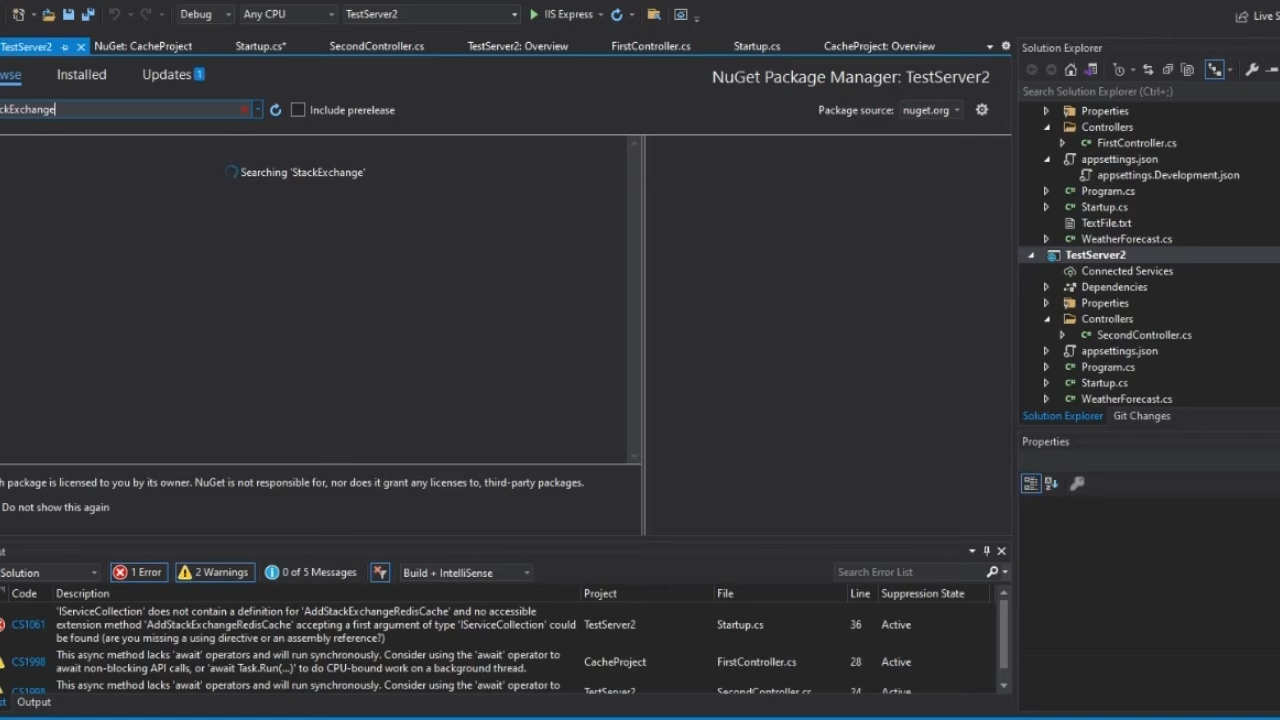 Debug Any CPU TestServer2 IIS Express Live S
TestServer2 NuGet: CacheProject Startup.cs* SecondController.cs TestServer2: Overview FirstController.cs Startup.cs CacheProject: Overview
wse Installed Updates 1
NuGet Package Manager: TestServer2
ckExchange Include prerelease
Package source: nuget.org
Searching 'StackExchange'
h package is licensed to you by its owner. NuGet is not responsible for, nor does it grant any licenses to, third-party packages.
Do not show this again
Solution Explorer
Search Solution Explorer (Ctrl+;)
Properties
Controllers
FirstController.cs
appsettings.json
appsettings.Development.json
Program.cs
Startup.cs
TextFile.txt
WeatherForecast.cs
TestServer2
Connected Services
Dependencies
Properties
Controllers
SecondController.cs
appsettings.json
Program.cs
Startup.cs
WeatherForecast.cs
Solution Explorer Git Changes
Properties
st
Solution 1 Error 2 Warnings 0 of 5 Messages Build + IntelliSense Search Error List
Code Description Project File Line Suppression State
'IServiceCollection' does not contain a definition for 'AddStackExchangeRedisCache' and no accessible
CS1061 extension method 'AddStackExchangeRedisCache' accepting a first argument of type 'IServiceCollection' could TestServer2 Startup.cs 36 Active
be found (are you missing a using directive or an assembly reference?)
This async method lacks 'await' operators and will run synchronously. Consider using the 'await' operator to
CS1998 await non-blocking API calls, or 'await Task.Run(...)' to do CPU-bound work on a background thread. CacheProject FirstController.cs 28 Active
This async method lacks 'await' operators and will run synchronously. Consider using the 'await' operator to
CS1998 TestServer2 SecondController.cs 24 Active
st Output